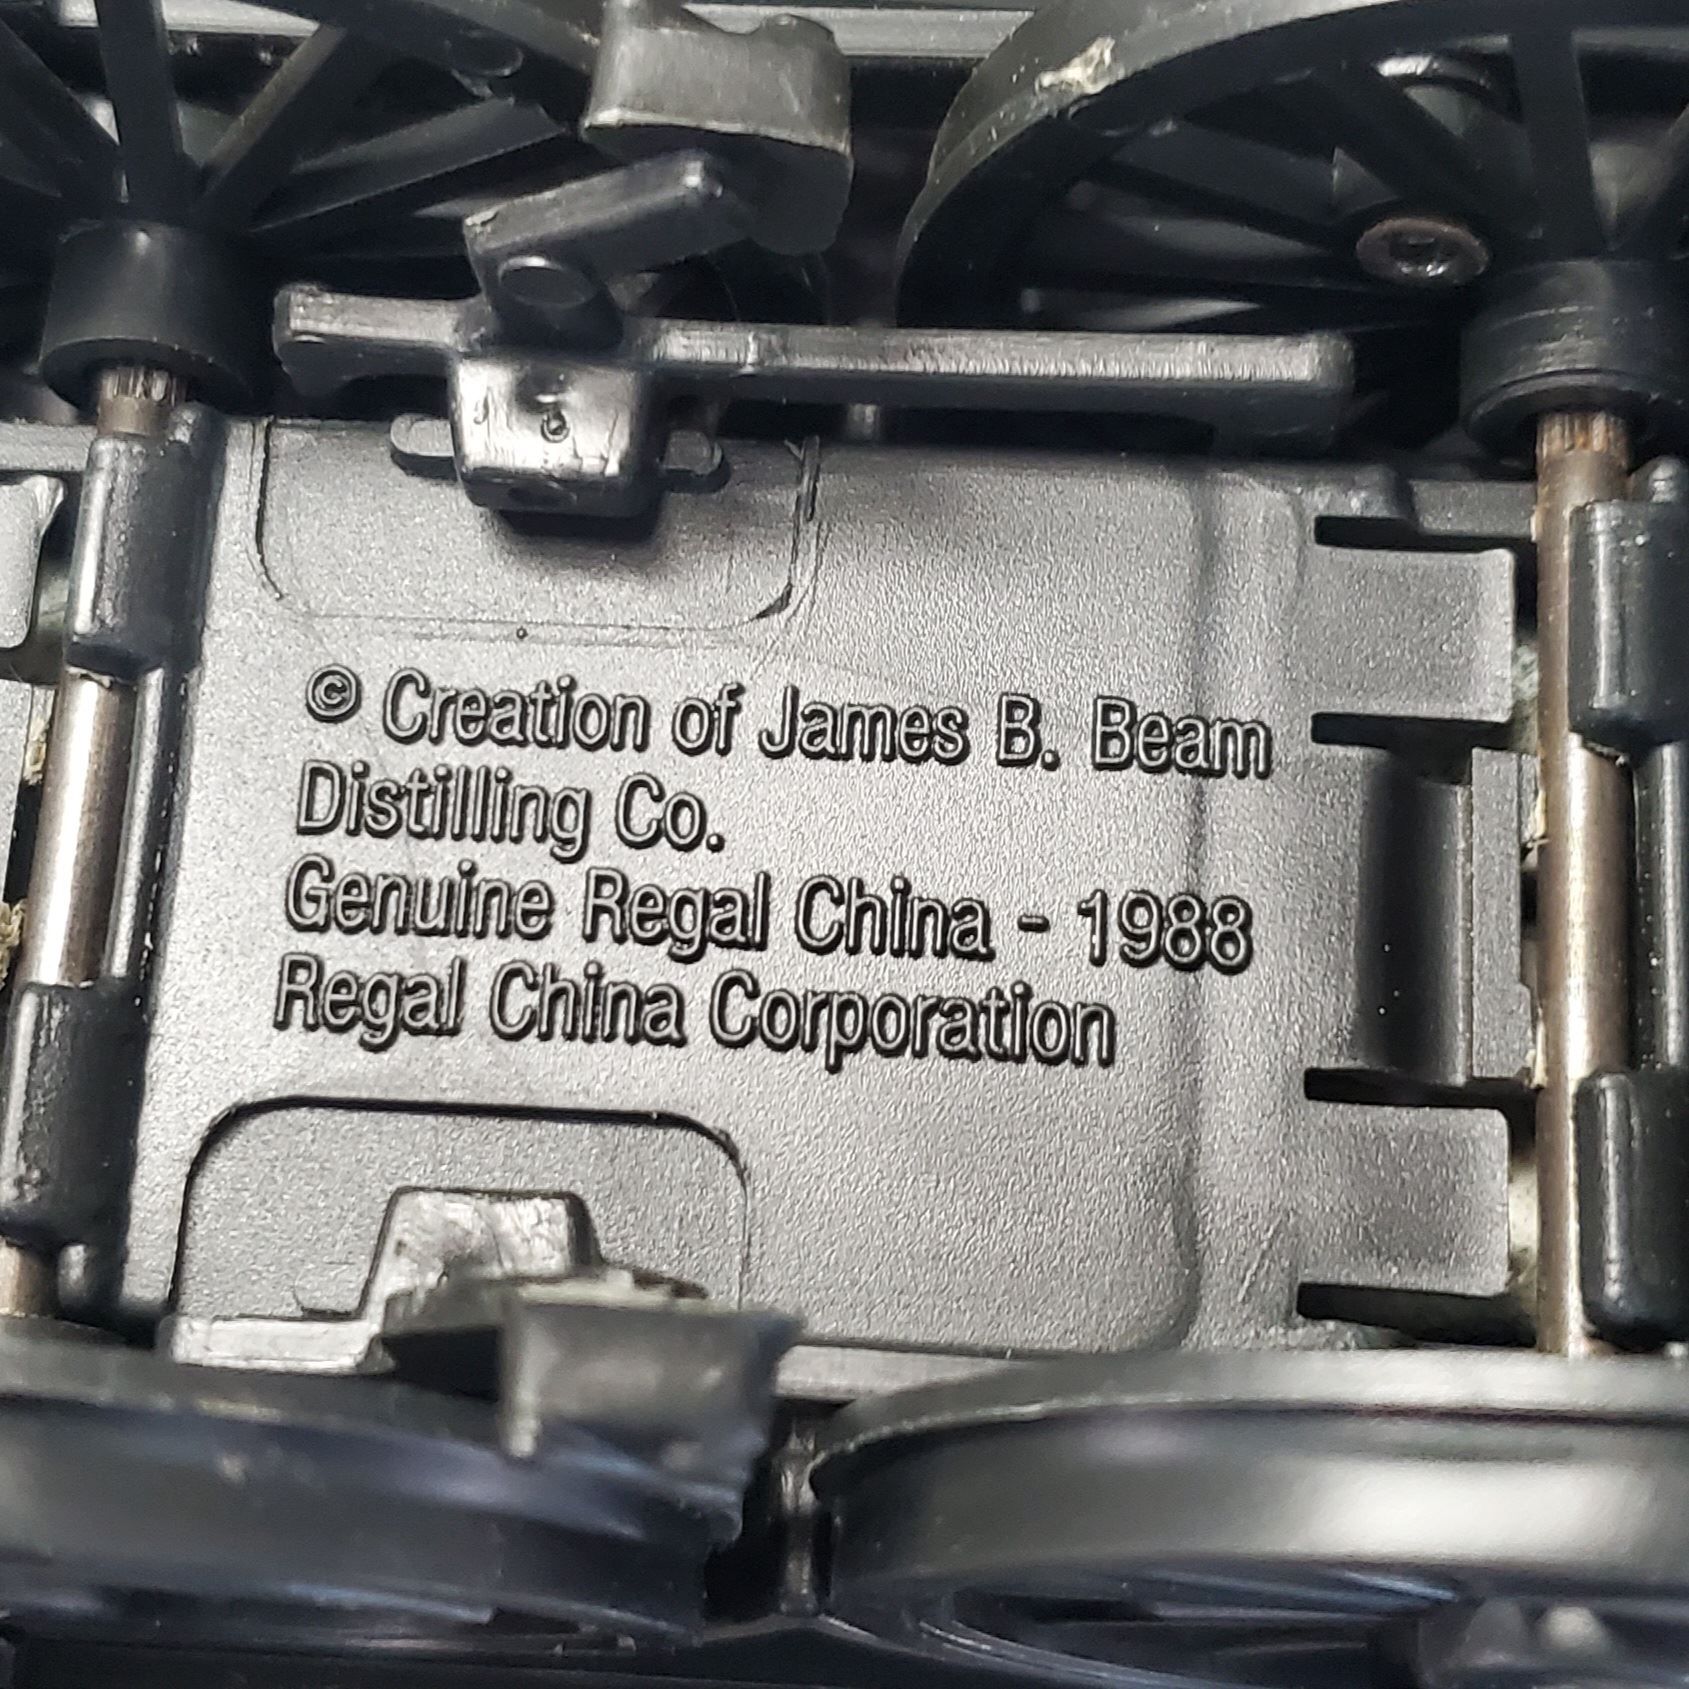 © Creation of James B. Beam
Distilling Co.
Genuine Regal China - 1988
Regal China Corporation